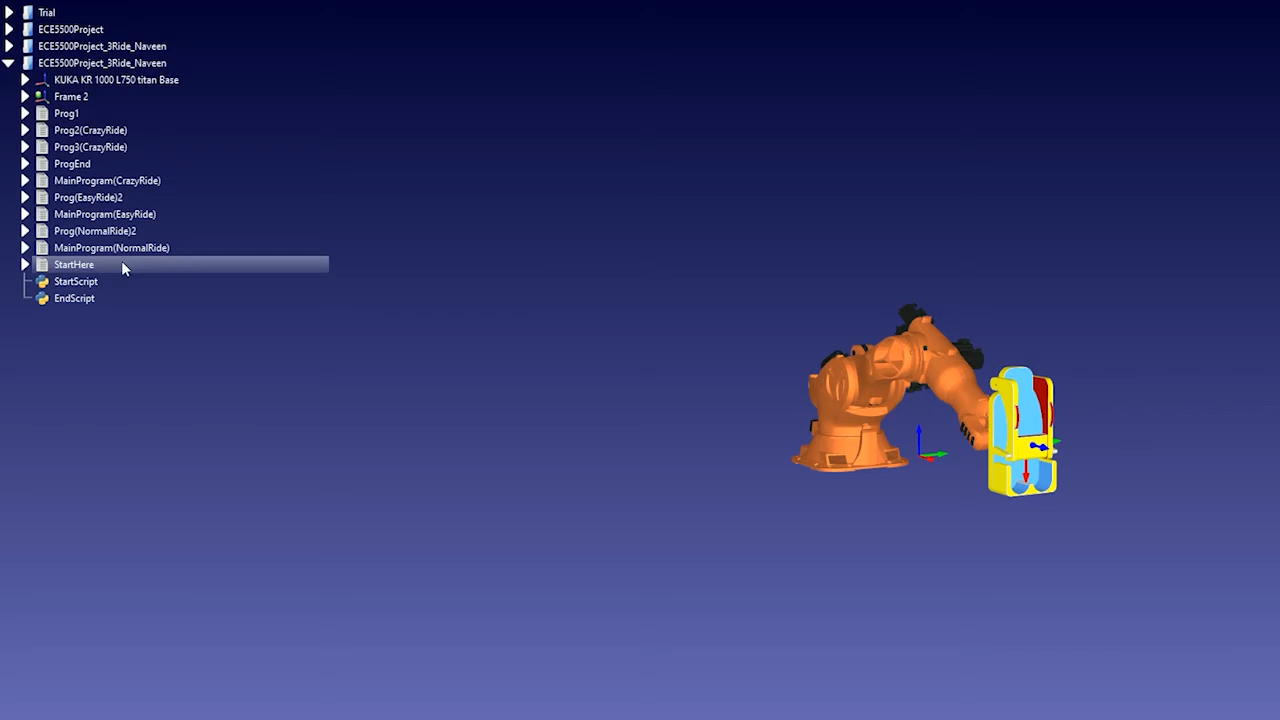 Trial
ECE5500Project
ECE5500Project_3Ride_Naveen
ECE5500Project_3Ride_Naveen
KUKA KR 1000 L750 titan Base
Frame 2
Prog1
Prog2(CrazyRide)
Prog3(CrazyRide)
ProgEnd
MainProgram(CrazyRide)
Prog(EasyRide)2
MainProgram(EasyRide)
Prog(NormalRide)2
MainProgram(NormalRide)
StartHere
StartScript
EndScript